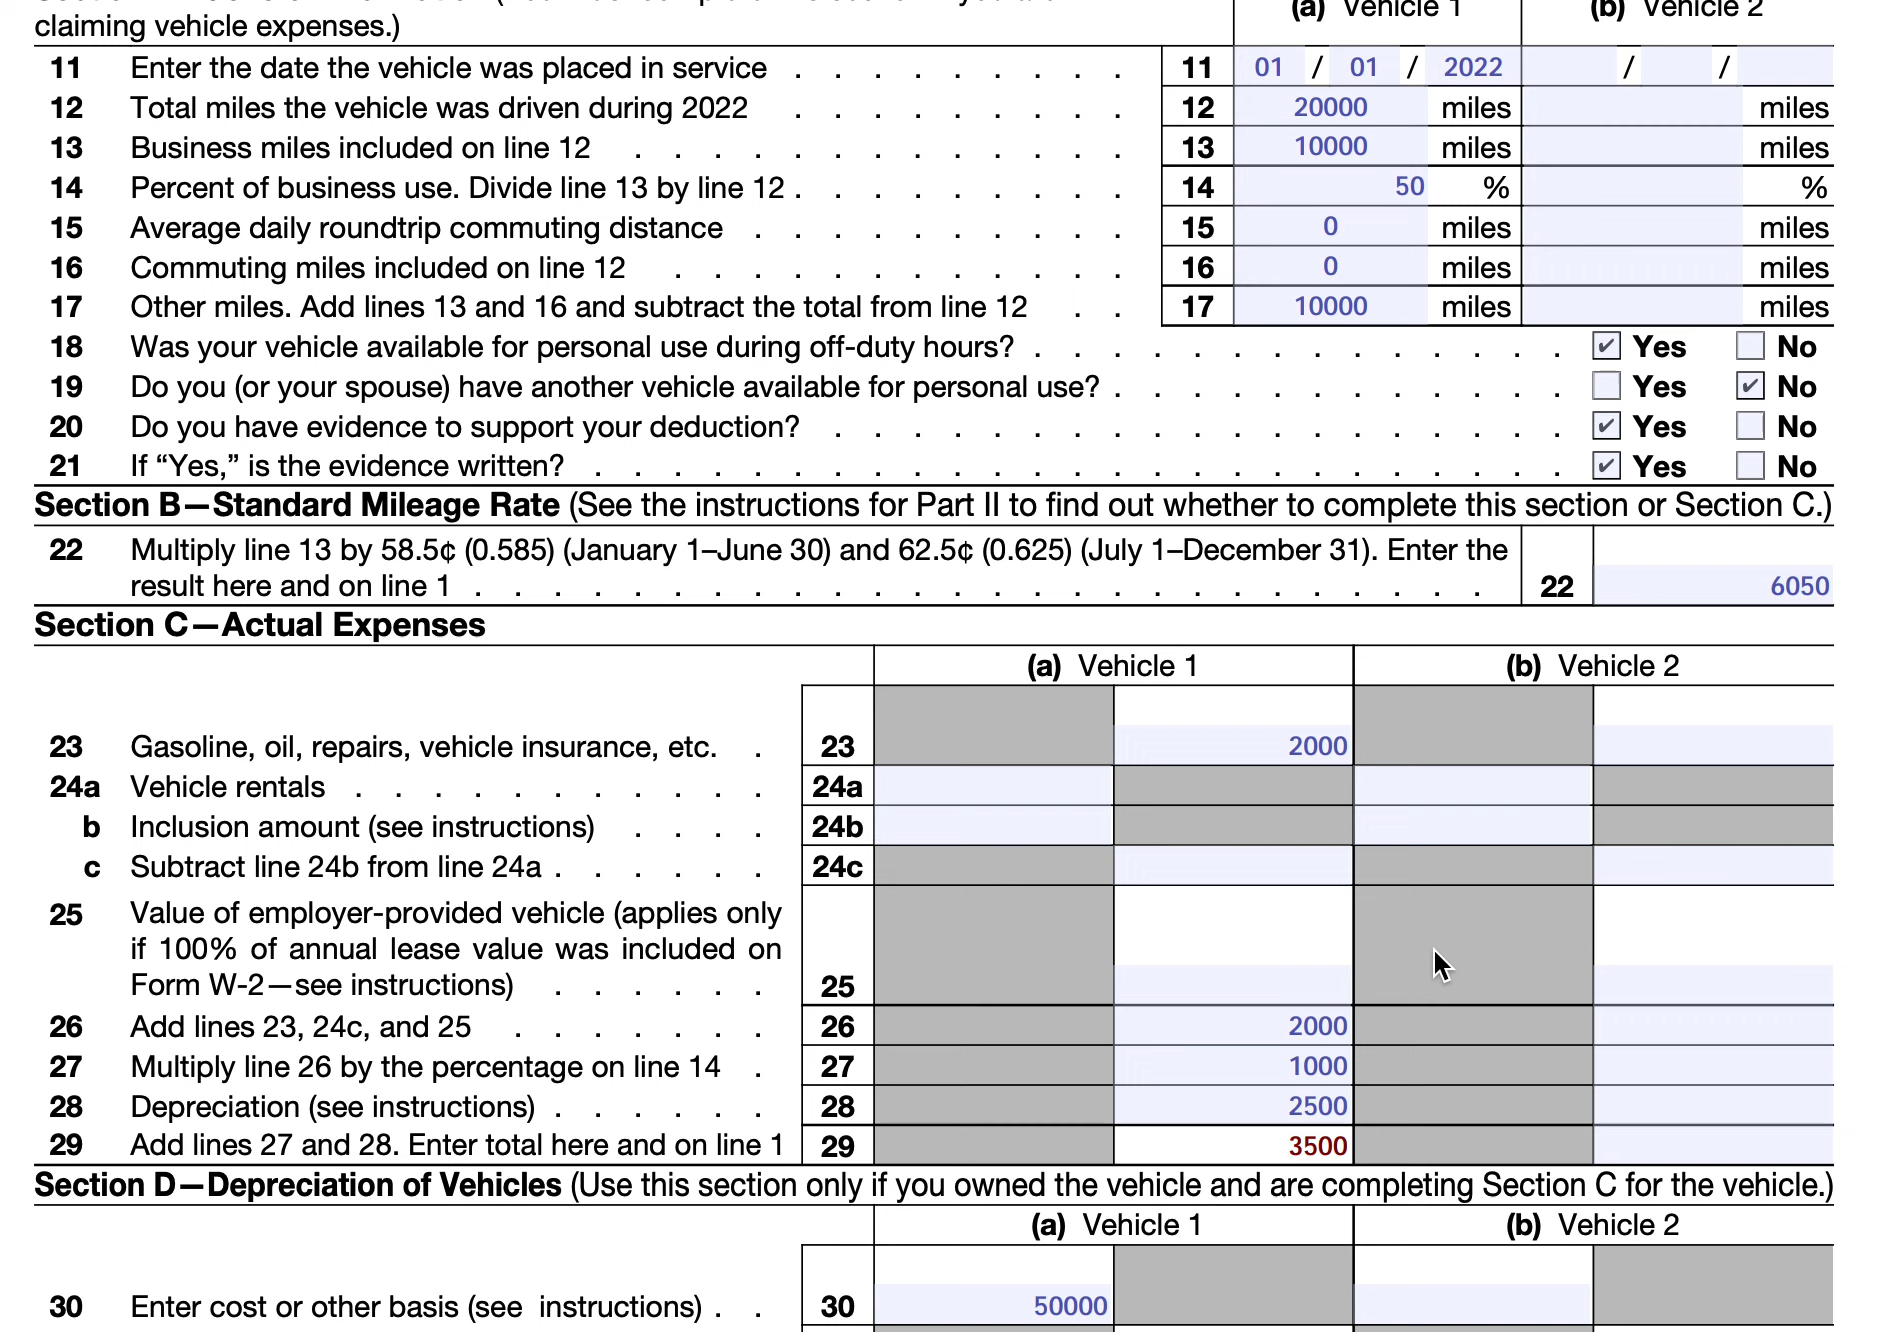 claiming vehicle expenses.)
(a) Vehicle 1 (b) Vehicle 2
11 Enter the date the vehicle was placed in service . . . . . . . . . 11 01 / 01 / 2022 / /
12 Total miles the vehicle was driven during 2022 . . . . . . . . . 12 20000 miles miles
13 Business miles included on line 12 . . . . . . . . . . . . . 13 10000 miles miles
14 Percent of business use. Divide line 13 by line 12 . . . . . . . . . 14 50 % %
15 Average daily roundtrip commuting distance . . . . . . . . . . 15 0 miles miles
16 Commuting miles included on line 12 . . . . . . . . . . . . 16 0 miles miles
17 Other miles. Add lines 13 and 16 and subtract the total from line 12 . . 17 10000 miles miles
18 Was your vehicle available for personal use during off-duty hours? . . . . . . . . . . . . . . ✔ Yes No
19 Do you (or your spouse) have another vehicle available for personal use? . . . . . . . . . . . . Yes ✔ No
20 Do you have evidence to support your deduction? . . . . . . . . . . . . . . . . . . . ✔ Yes No
21 If “Yes,” is the evidence written? . . . . . . . . . . . . . . . . . . . . . . . . . ✔ Yes No
Section B—Standard Mileage Rate (See the instructions for Part II to find out whether to complete this section or Section C.)
22 Multiply line 13 by 58.5¢ (0.585) (January 1–June 30) and 62.5¢ (0.625) (July 1–December 31). Enter the
result here and on line 1 . . . . . . . . . . . . . . . . . . . . . . . . . . 22 6050
Section C—Actual Expenses
(a) Vehicle 1 (b) Vehicle 2
23 Gasoline, oil, repairs, vehicle insurance, etc. . 23 2000
24a Vehicle rentals . . . . . . . . . . . 24a
b Inclusion amount (see instructions) . . . . 24b
c Subtract line 24b from line 24a . . . . . . 24c
25 Value of employer-provided vehicle (applies only
if 100% of annual lease value was included on
Form W-2—see instructions) . . . . . . 25
26 Add lines 23, 24c, and 25 . . . . . . . 26 2000
27 Multiply line 26 by the percentage on line 14 . 27 1000
28 Depreciation (see instructions) . . . . . . 28 2500
29 Add lines 27 and 28. Enter total here and on line 1 29 3500
Section D—Depreciation of Vehicles (Use this section only if you owned the vehicle and are completing Section C for the vehicle.)
(a) Vehicle 1 (b) Vehicle 2
30 Enter cost or other basis (see instructions) . . 30 50000